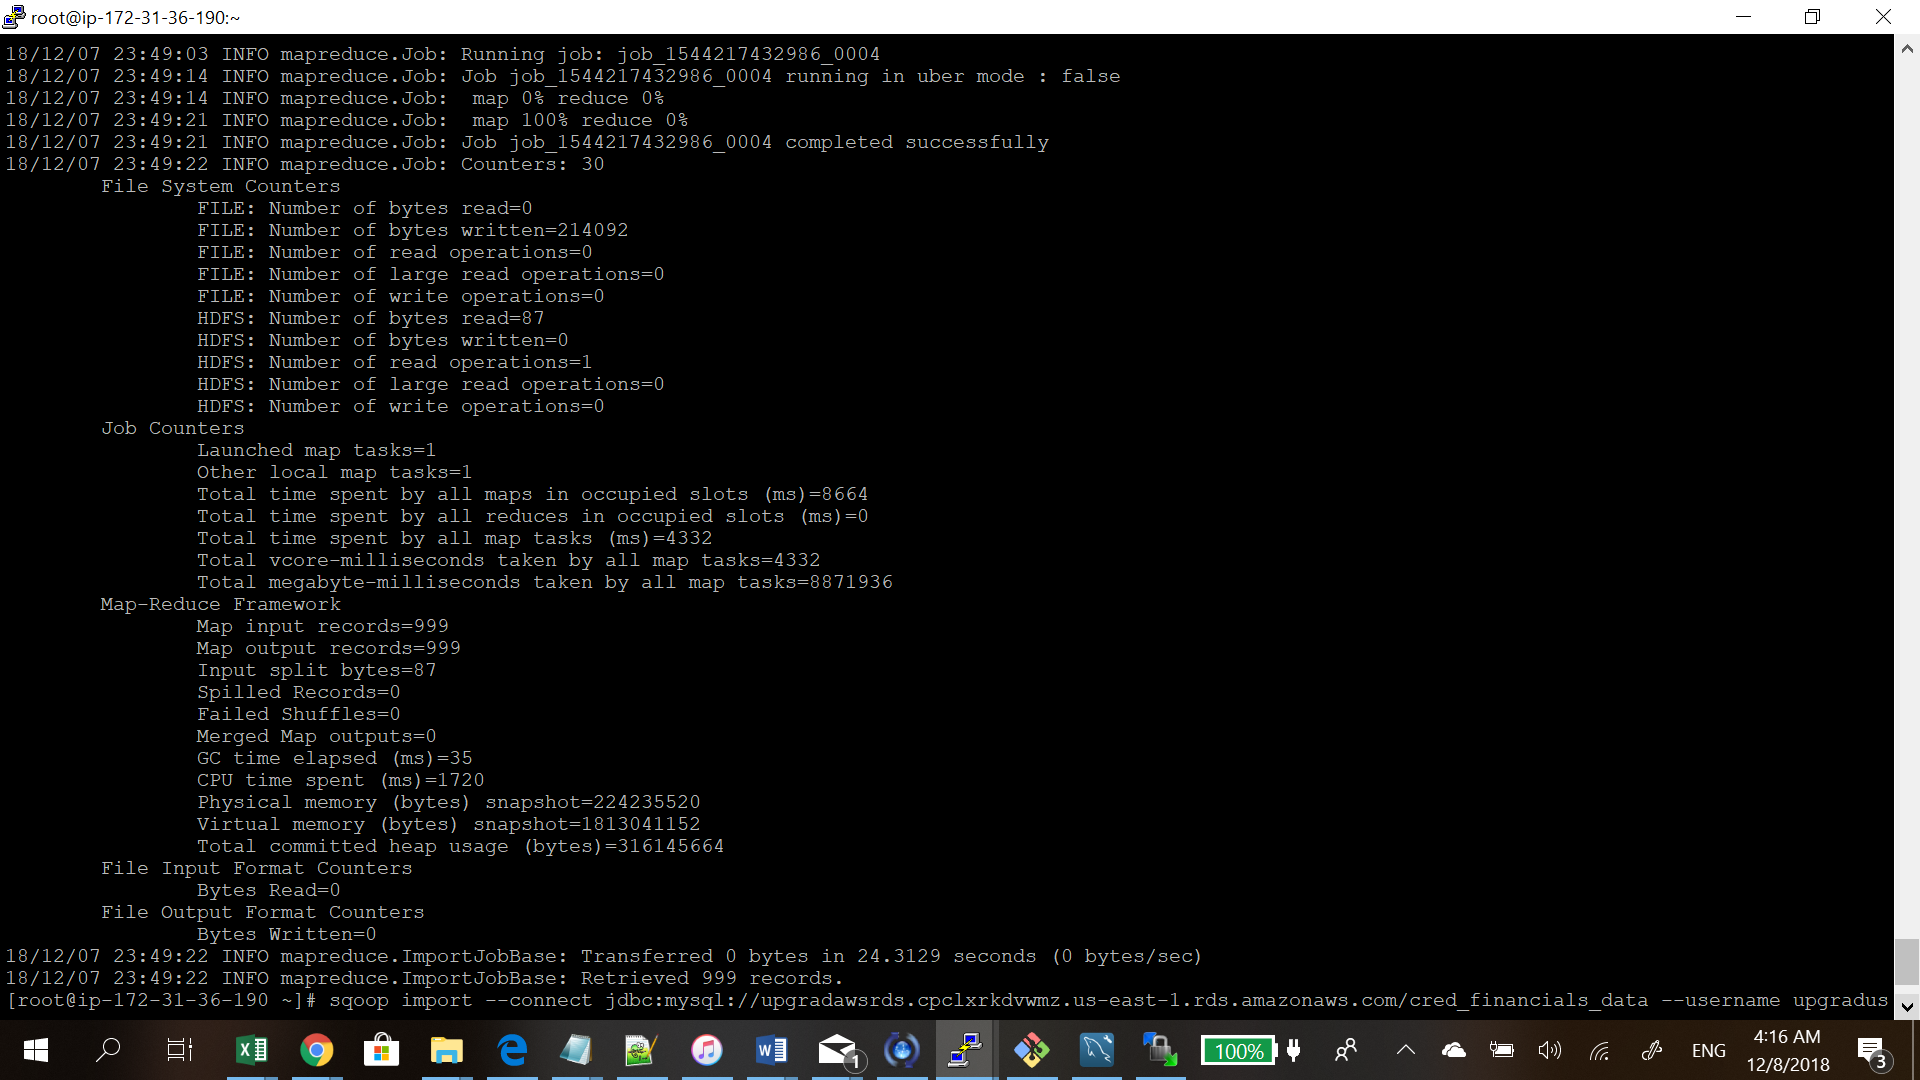 root@ip-172-31-36-190:~
18/12/07 23:49:03 INFO mapreduce.Job: Running job: job_1544217432986_0004
18/12/07 23:49:14 INFO mapreduce.Job: Job job_1544217432986_0004 running in uber mode : false
18/12/07 23:49:14 INFO mapreduce.Job:  map 0% reduce 0%
18/12/07 23:49:21 INFO mapreduce.Job:  map 100% reduce 0%
18/12/07 23:49:21 INFO mapreduce.Job: Job job_1544217432986_0004 completed successfully
18/12/07 23:49:22 INFO mapreduce.Job: Counters: 30
File System Counters
FILE: Number of bytes read=0
FILE: Number of bytes written=214092
FILE: Number of read operations=0
FILE: Number of large read operations=0
FILE: Number of write operations=0
HDFS: Number of bytes read=87
HDFS: Number of bytes written=0
HDFS: Number of read operations=1
HDFS: Number of large read operations=0
HDFS: Number of write operations=0
Job Counters
Launched map tasks=1
Other local map tasks=1
Total time spent by all maps in occupied slots (ms)=8664
Total time spent by all reduces in occupied slots (ms)=0
Total time spent by all map tasks (ms)=4332
Total vcore-milliseconds taken by all map tasks=4332
Total megabyte-milliseconds taken by all map tasks=8871936
Map-Reduce Framework
Map input records=999
Map output records=999
Input split bytes=87
Spilled Records=0
Failed Shuffles=0
Merged Map outputs=0
GC time elapsed (ms)=35
CPU time spent (ms)=1720
Physical memory (bytes) snapshot=224235520
Virtual memory (bytes) snapshot=1813041152
Total committed heap usage (bytes)=316145664
File Input Format Counters
Bytes Read=0
File Output Format Counters
Bytes Written=0
18/12/07 23:49:22 INFO mapreduce.ImportJobBase: Transferred 0 bytes in 24.3129 seconds (0 bytes/sec)
18/12/07 23:49:22 INFO mapreduce.ImportJobBase: Retrieved 999 records.
[root@ip-172-31-36-190 ~]# sqoop import --connect jdbc:mysql://upgradawsrds.cpclxrkdvwmz.us-east-1.rds.amazonaws.com/cred_financials_data --username upgradus
1
100%
ENG
4:16 AM
12/8/2018
3